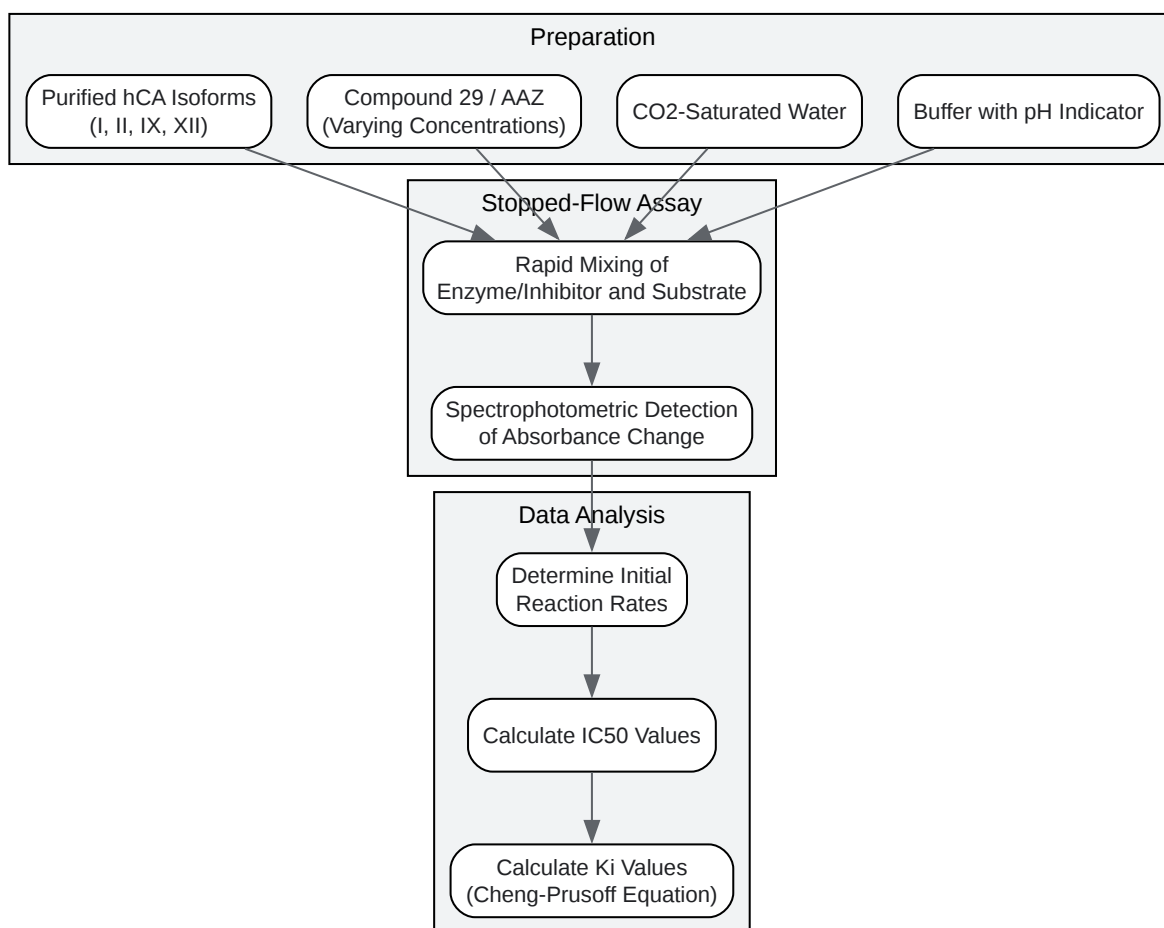 Preparation
Purified hCA Isoforms
(I, II, IX, XII)
Compound 29 / AAZ
(Varying Concentrations)
CO2-Saturated Water
Buffer with pH Indicator
Stopped-Flow Assay
Rapid Mixing of
Enzyme/Inhibitor and Substrate
Spectrophotometric Detection
of Absorbance Change
Data Analysis
Determine Initial
Reaction Rates
Calculate IC50 Values
Calculate Ki Values
(Cheng-Prusoff Equation)